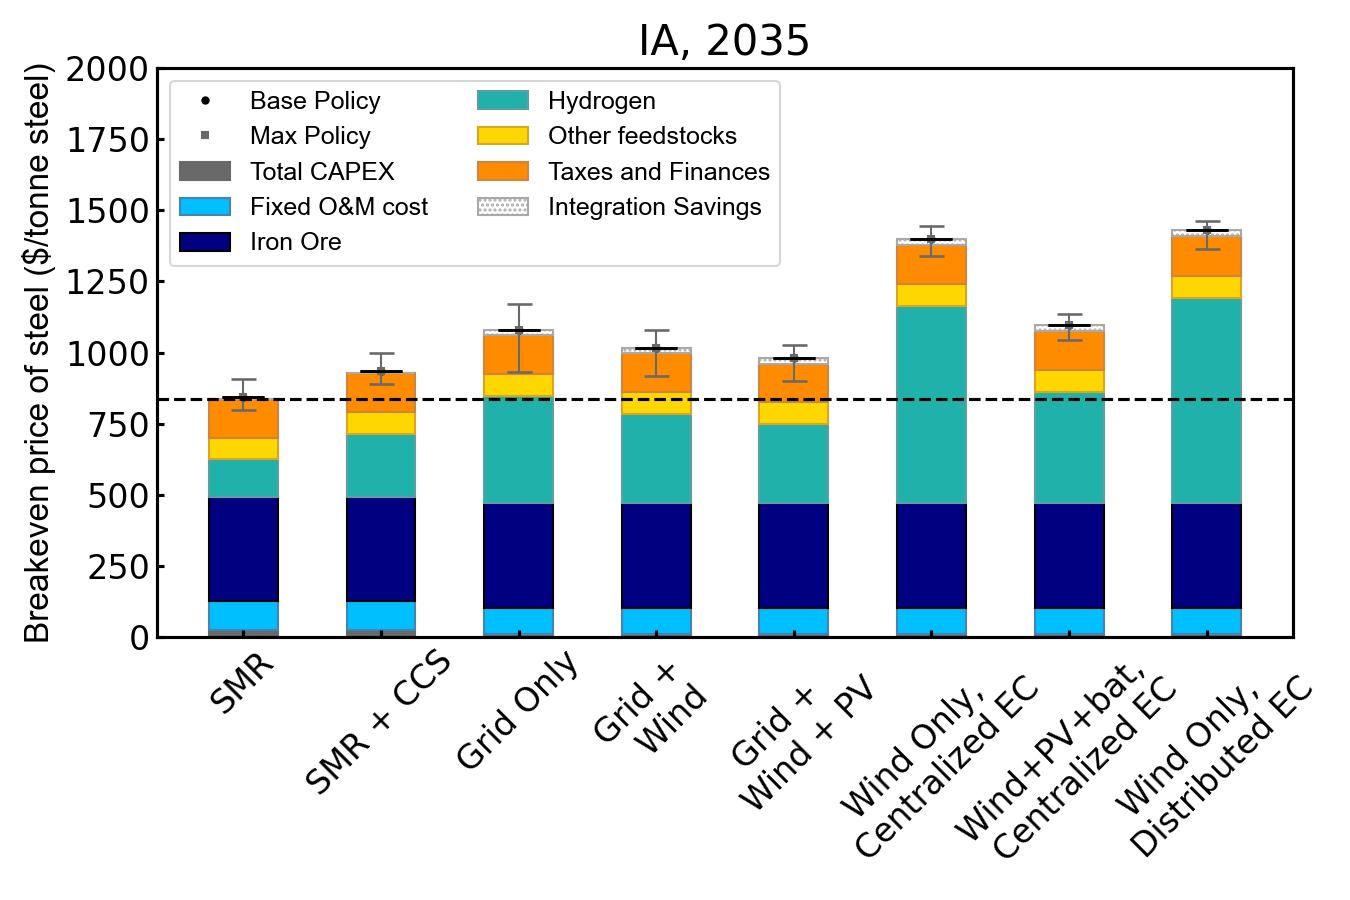 IA, 2035
Breakeven price of steel ($/tonne steel)
2000
1750
1500
1250
1000
750
500
250
0
Base Policy
Max Policy
Total CAPEX
Fixed O&M cost
Iron Ore
Hydrogen
Other feedstocks
Taxes and Finances
Integration Savings
SMR
SMR + CCS
Grid Only
Grid +
Wind
Grid +
Wind + PV
Wind Only,
Centralized EC
Wind+PV+bat,
Centralized EC
Wind Only,
Distributed EC